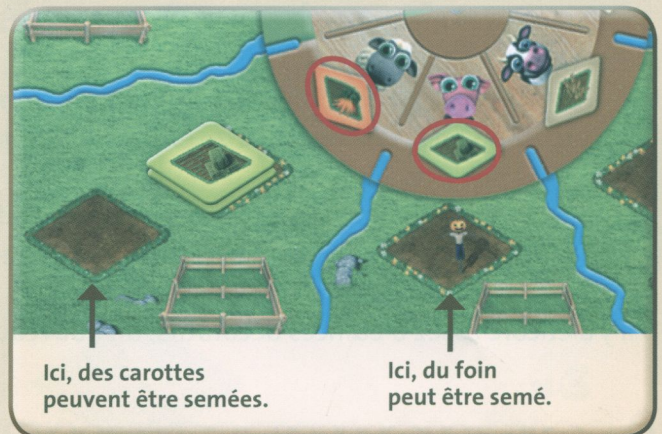 Ici, des carottes
peuvent être semées.
Ici, du foin
peut être semé.